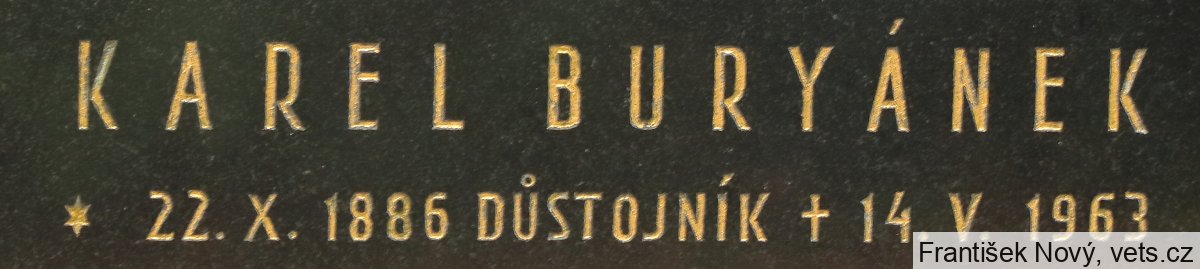 KAREL BURYÁNEK
* 22. X. 1886 DŮSTOJNÍK + 14. V. 1963
František Nový, vets.cz